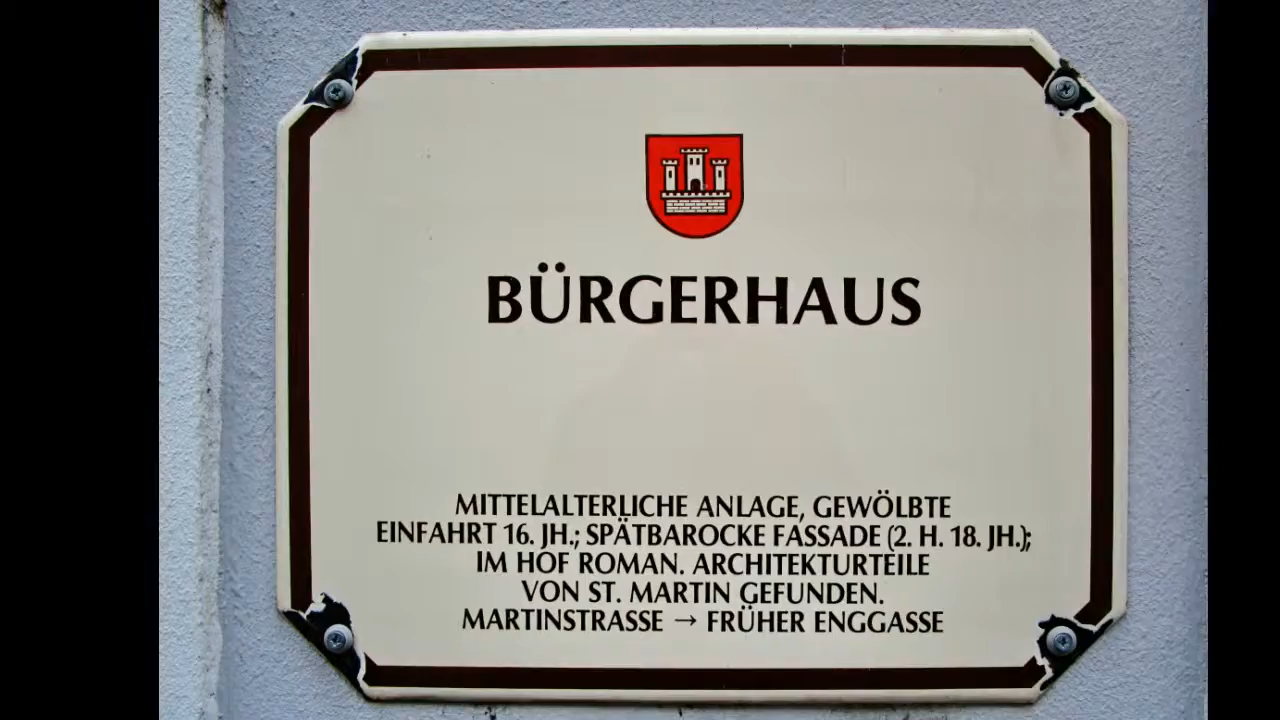 BÜRGERHAUS
MITTELALTERLICHE ANLAGE, GEWÖLBTE
EINFAHRT 16. JH.; SPÄTBAROCKE FASSADE (2. H. 18. JH.);
IM HOF ROMAN. ARCHITEKTURTEILE
VON ST. MARTIN GEFUNDEN.
MARTINSTRASSE → FRÜHER ENGGASSE